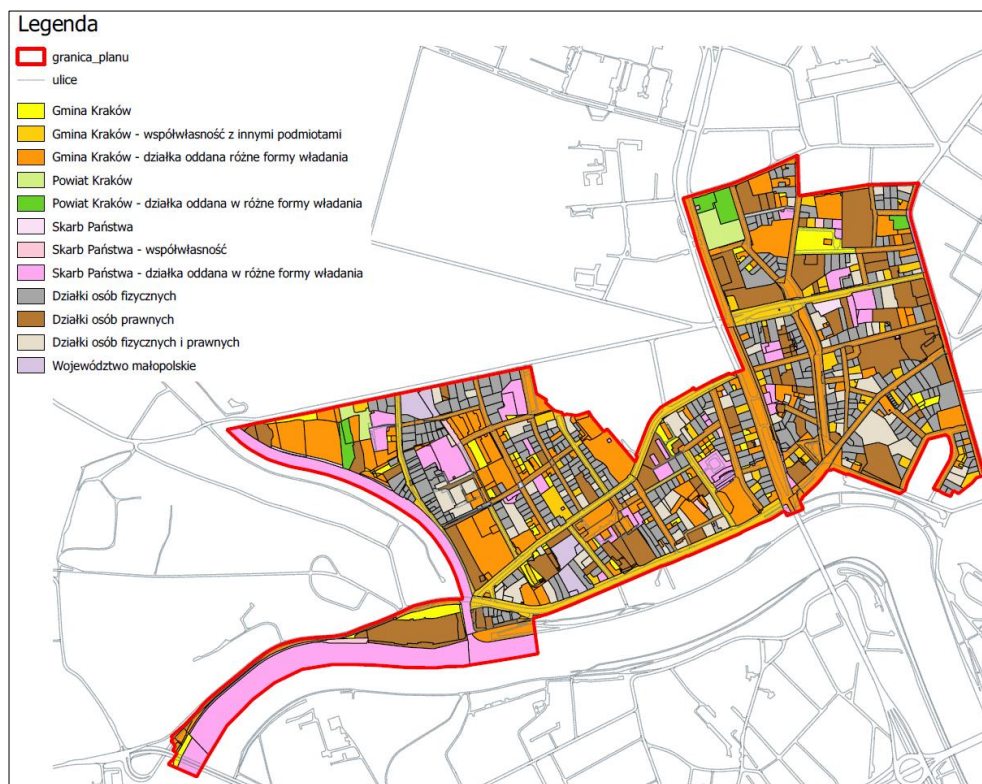 Legenda
granica_planu
ulice
Gmina Kraków
Gmina Kraków - współwłasność z innymi podmiotami
Gmina Kraków - działka oddana różne formy władania
Powiat Kraków
Powiat Kraków - działka oddana w różne formy władania
Skarb Państwa
Skarb Państwa - współwłasność
Skarb Państwa - działka oddana w różne formy władania
Działki osób fizycznych
Działki osób prawnych
Działki osób fizycznych i prawnych
Województwo małopolskie